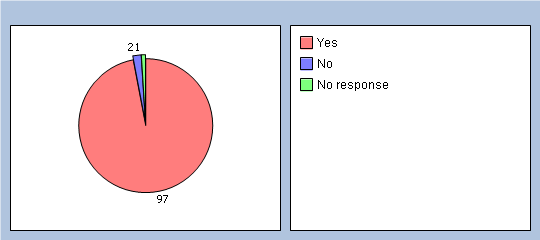 21
97
Yes
No
No response